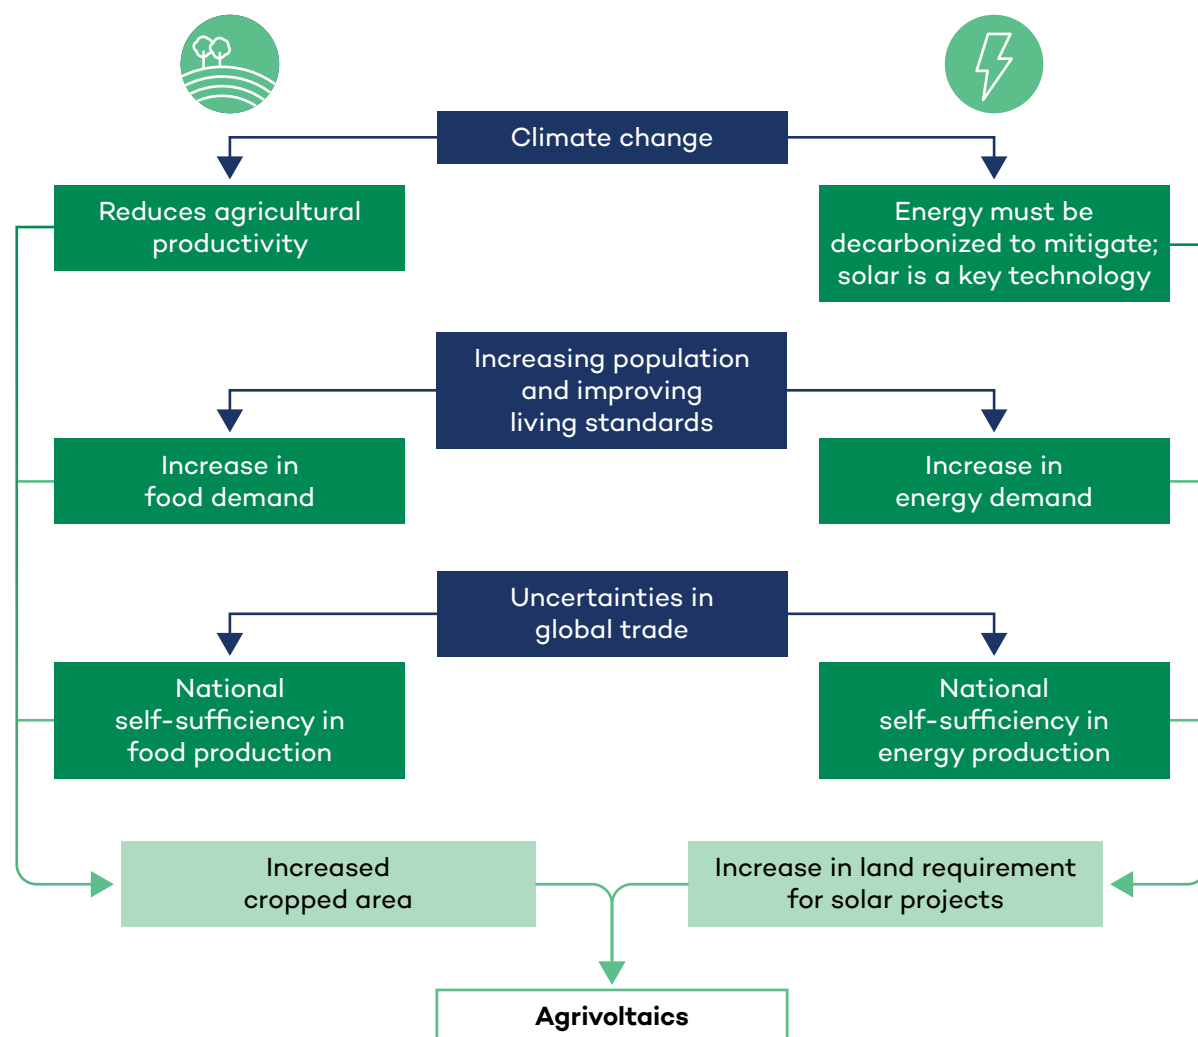 Climate change
Reduces agricultural
productivity
Energy must be
decarbonized to mitigate;
solar is a key technology
Increasing population
and improving
living standards
Increase in
food demand
Increase in
energy demand
Uncertainties in
global trade
National
self-sufficiency in
food production
National
self-sufficiency in
energy production
Increased
cropped area
Increase in land requirement
for solar projects
Agrivoltaics